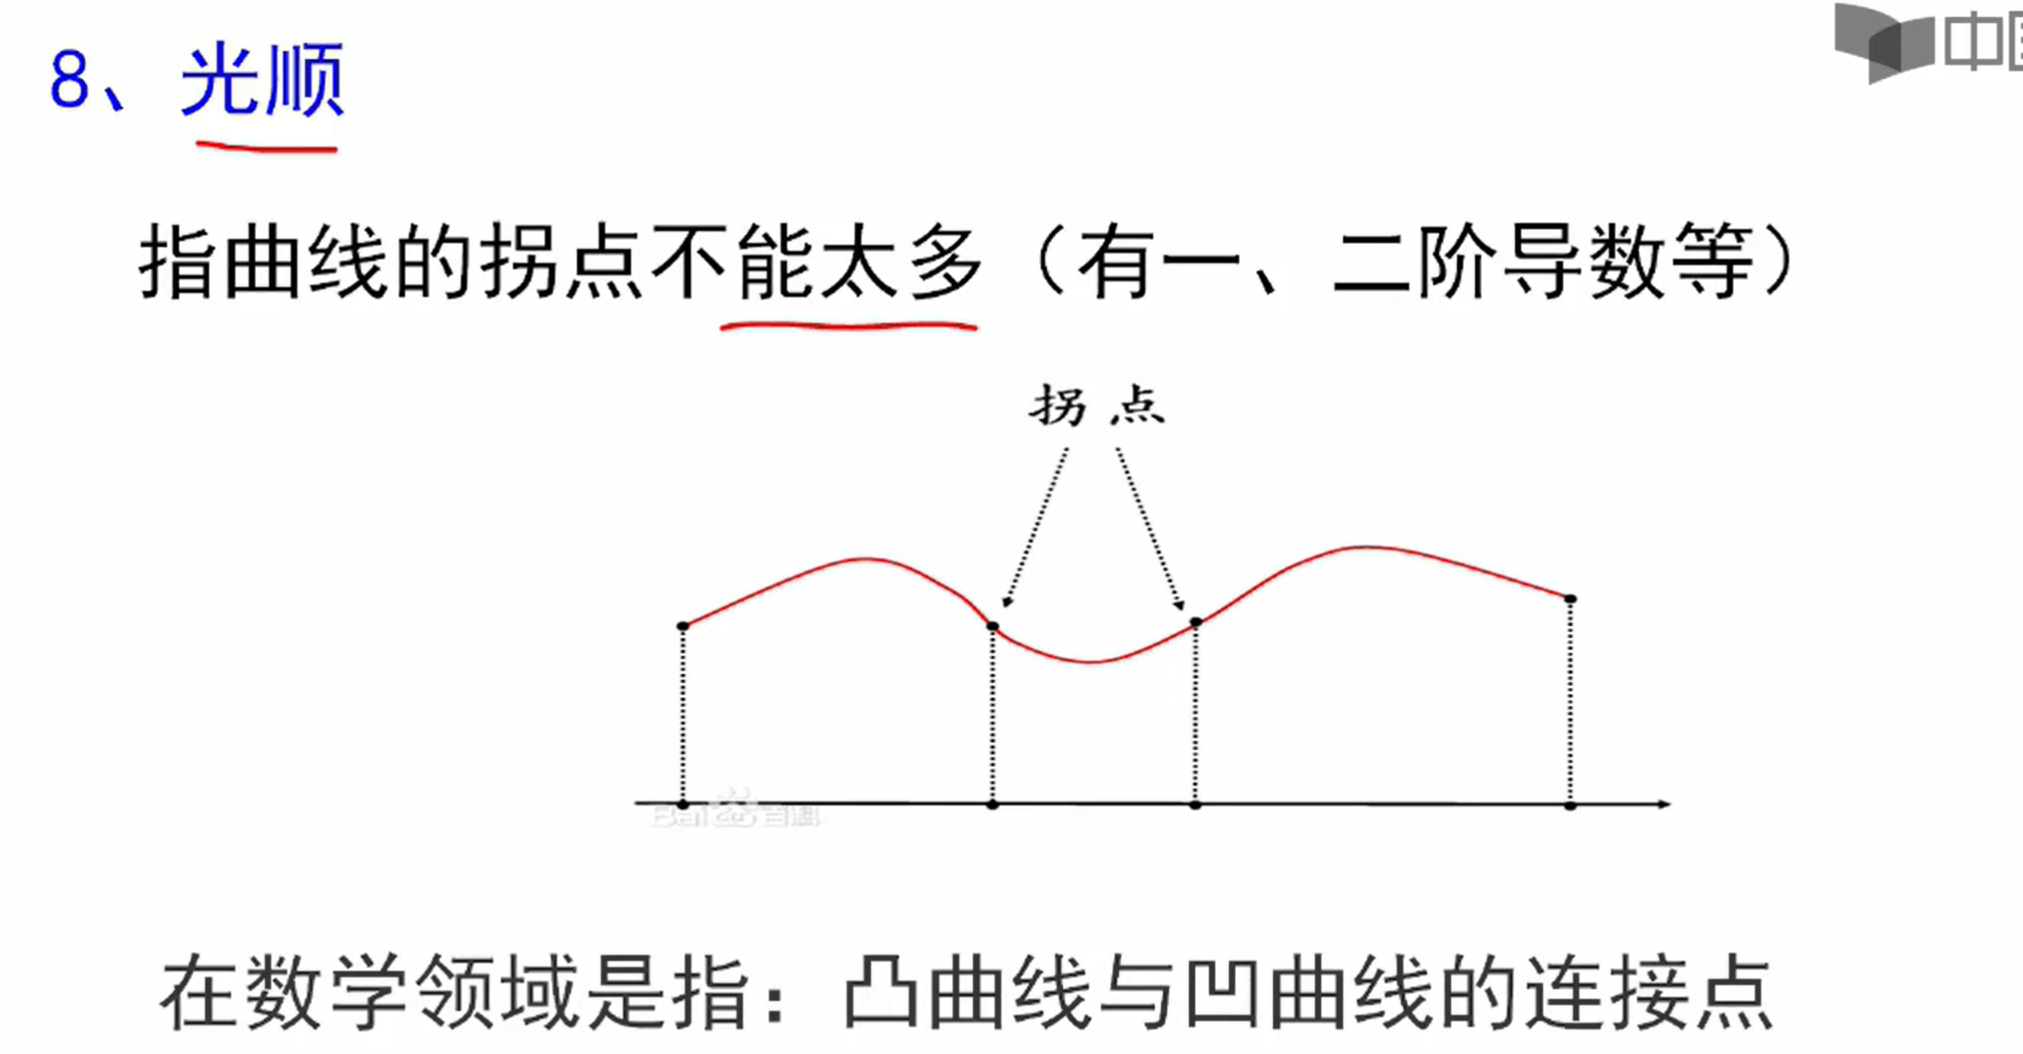 中国
8、光顺
指曲线的拐点不能太多（有一、二阶导数等）
拐点
Bai 百科
在数学领域是指：凸曲线与凹曲线的连接点